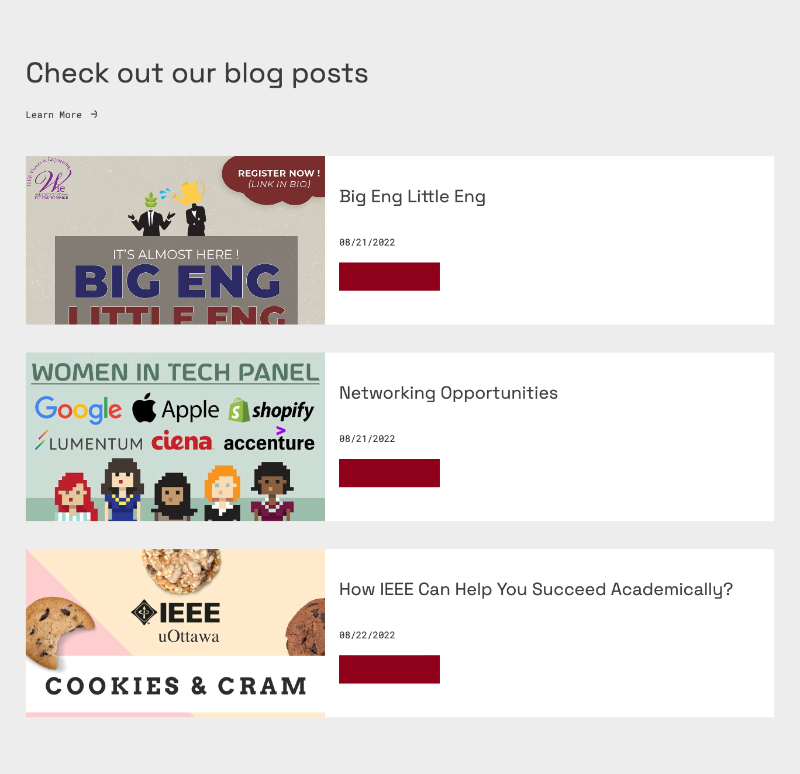 Check out our blog posts
Learn More
Wie
REGISTER NOW !
(LINK IN BIO)
IT'S ALMOST HERE !
BIG ENG
LITTLE ENG
Big Eng Little Eng
08/21/2022
WOMEN IN TECH PANEL
Google Apple shopify
LUMENTUM ciena accenture
Networking Opportunities
08/21/2022
IEEE
uOttawa
COOKIES & CRAM
How IEEE Can Help You Succeed Academically?
08/22/2022